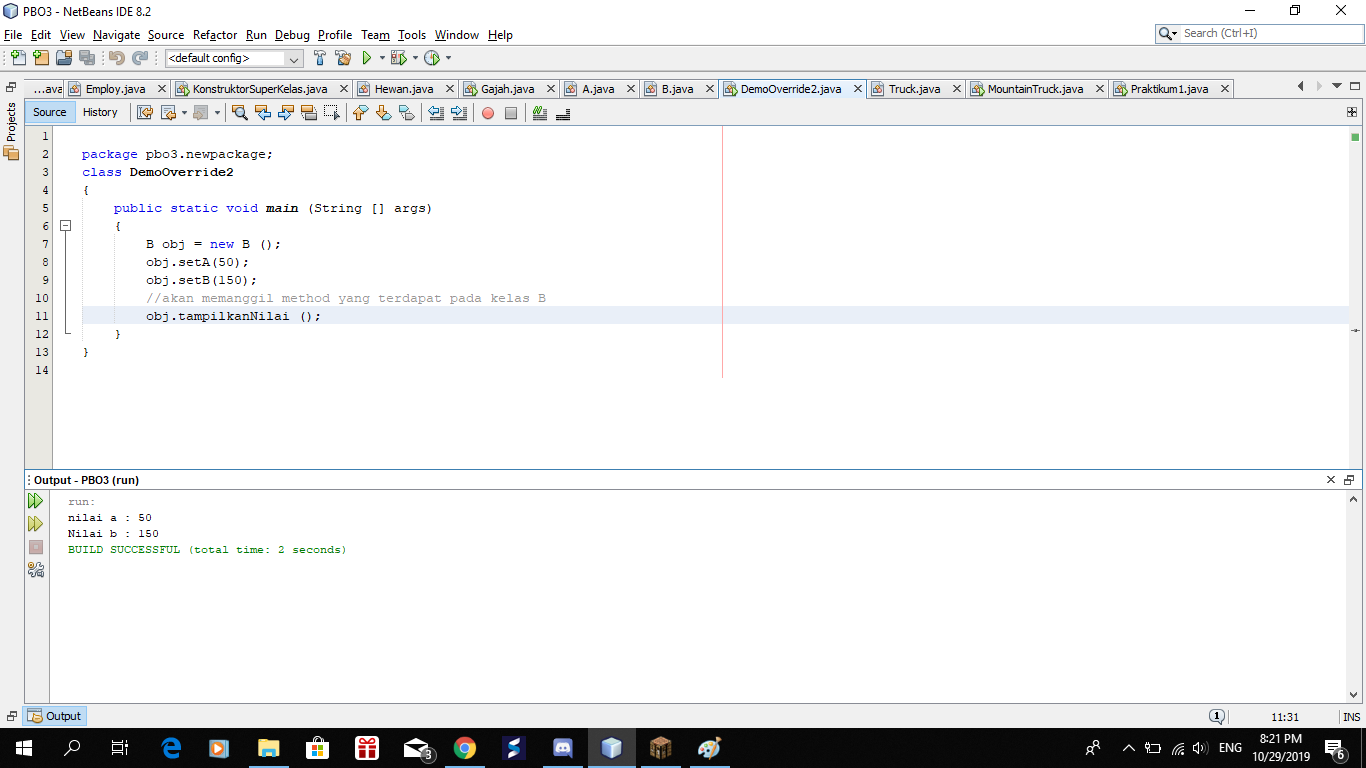 PBO3 - NetBeans IDE 8.2
File Edit View Navigate Source Refactor Run Debug Profile Team Tools Window Help
Search (Ctrl+I)
<default config>
...ava Employ.java KonstruktorSuperKelas.java Hewan.java Gajah.java A.java B.java DemoOverride2.java Truck.java MountainTruck.java Praktikum1.java
Projects
Source History
1
2 package pbo3.newpackage;
3 class DemoOverride2
4 {
5 public static void main (String [] args)
6 {
7 B obj = new B ();
8 obj.setA(50);
9 obj.setB(150);
10 //akan memanggil method yang terdapat pada kelas B
11 obj.tampilkanNilai ();
12 }
13 }
14
Output - PBO3 (run)
run:
nilai a : 50
Nilai b : 150
BUILD SUCCESSFUL (total time: 2 seconds)
Output
1 11:31 INS
3
ENG
8:21 PM
10/29/2019
6